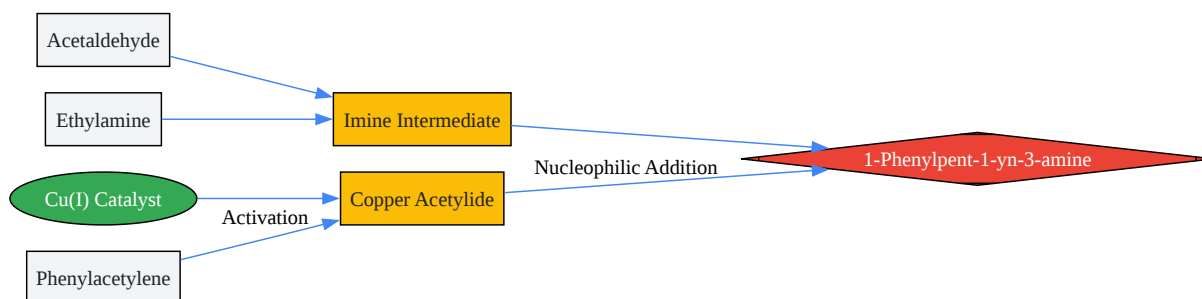 Acetaldehyde
Ethylamine
Imine Intermediate
1-Phenylpent-1-yn-3-amine
Nucleophilic Addition
Cu(I) Catalyst
Copper Acetylide
Activation
Phenylacetylene